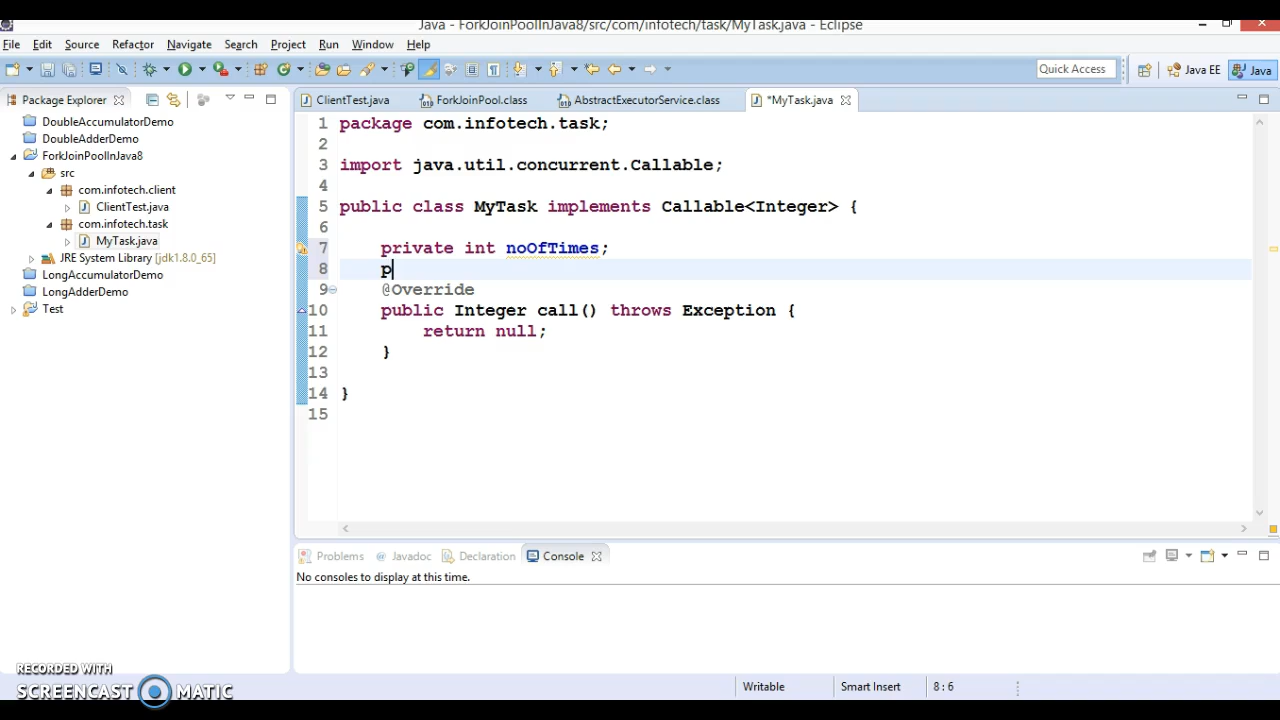 Java - ForkJoinPoolInJava8/src/com/infotech/task/MyTask.java - Eclipse
File Edit Source Refactor Navigate Search Project Run Window Help
Quick Access Java EE Java
Package Explorer
ClientTest.java ForkJoinPool.class AbstractExecutorService.class *MyTask.java
DoubleAccumulatorDemo
DoubleAdderDemo
ForkJoinPoolInJava8
src
com.infotech.client
ClientTest.java
com.infotech.task
MyTask.java
JRE System Library [jdk1.8.0_65]
LongAccumulatorDemo
LongAdderDemo
Test
1 package com.infotech.task;
2
3 import java.util.concurrent.Callable;
4
5 public class MyTask implements Callable<Integer> {
6
7 private int noOfTimes;
8 p
9 @Override
10 public Integer call() throws Exception {
11 return null;
12 }
13
14 }
15
Problems Javadoc Declaration Console
No consoles to display at this time.
RECORDED WITH
SCREENCAST MATIC
Writable Smart Insert 8 : 6